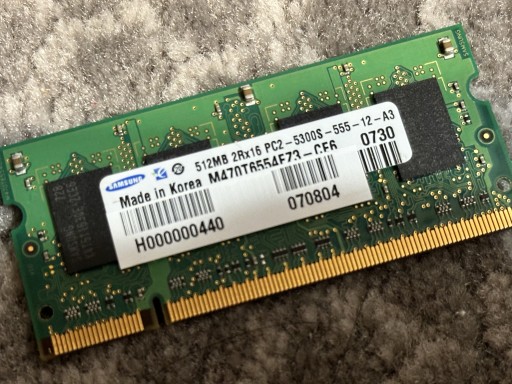 SAMSUNG 512MB 2Rx16 PC2-5300S-555-12-A3
Made in Korea M470T6554EZ3-CE6 0730
070804
H000000440